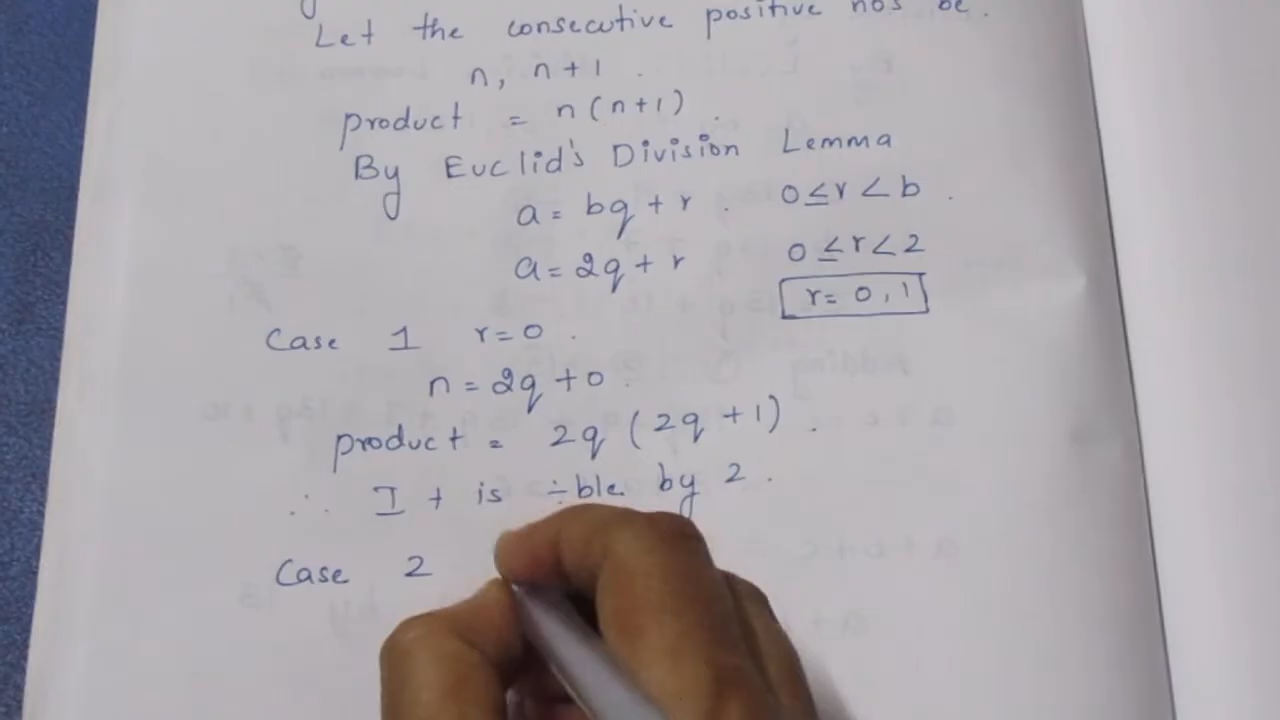 Let the consecutive positive nos be.
n, n+1 .
product = n(n+1) .
By Euclid's Division Lemma
a = bq + r . 0 ≤ r < b .
a = 2q + r 0 ≤ r < 2
r = 0, 1
Case 1 r = 0 .
n = 2q + 0 .
product = 2q (2q + 1) .
∴ It is ÷ble by 2 .
Case 2